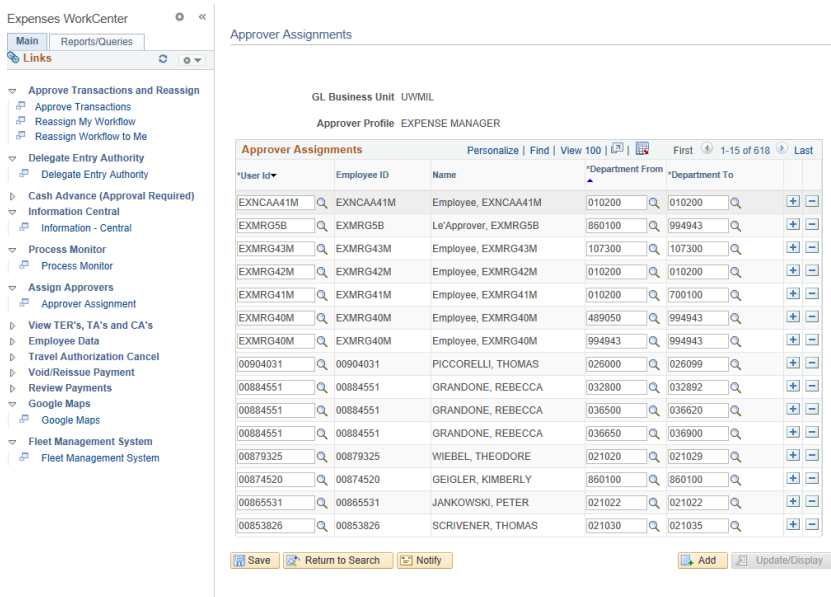 Expenses WorkCenter
Main Reports/Queries
Links
Approve Transactions and Reassign
Approve Transactions
Reassign My Workflow
Reassign Workflow to Me
Delegate Entry Authority
Delegate Entry Authority
Cash Advance (Approval Required)
Information Central
Information - Central
Process Monitor
Process Monitor
Assign Approvers
Approver Assignment
View TER's, TA's and CA's
Employee Data
Travel Authorization Cancel
Void/Reissue Payment
Review Payments
Google Maps
Google Maps
Fleet Management System
Fleet Management System
Approver Assignments
GL Business Unit UWMIL
Approver Profile EXPENSE MANAGER
Approver Assignments Personalize | Find | View 100 | | First 1-15 of 618 Last
*User Id Employee ID Name *Department From *Department To
EXNCAA41M EXNCAA41M Employee, EXNCAA41M 010200 010200
EXMRG5B EXMRG5B Le'Approver, EXMRG5B 860100 994943
EXMRG43M EXMRG43M Employee, EXMRG43M 107300 107300
EXMRG42M EXMRG42M Employee, EXMRG42M 010200 010200
EXMRG41M EXMRG41M Employee, EXMRG41M 010200 700100
EXMRG40M EXMRG40M Employee, EXMRG40M 489050 994943
EXMRG40M EXMRG40M Employee, EXMRG40M 994943 994943
00904031 00904031 PICCORELLI, THOMAS 026000 026099
00884551 00884551 GRANDONE, REBECCA 032800 032892
00884551 00884551 GRANDONE, REBECCA 036500 036620
00884551 00884551 GRANDONE, REBECCA 036650 036900
00879325 00879325 WIEBEL, THEODORE 021020 021029
00874520 00874520 GEIGLER, KIMBERLY 860100 860100
00865531 00865531 JANKOWSKI, PETER 021022 021022
00853826 00853826 SCRIVENER, THOMAS 021030 021035
Save Return to Search Notify Add Update/Display